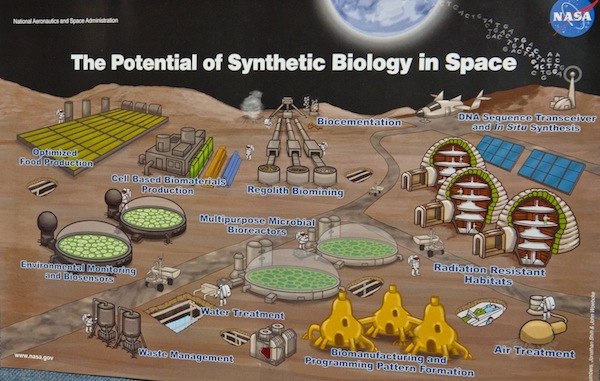 National Aeronautics and Space Administration
NASA
The Potential of Synthetic Biology in Space
Biocementation
DNA Sequence Transceiver
and In Situ Synthesis
Optimized
Food Production
Cell Based Biomaterials
Production
Regolith Biomining
Multipurpose Microbial
Bioreactors
Environmental Monitoring
and Biosensors
Radiation Resistant
Habitats
Water Treatment
Waste Management
Biomanufacturing and
Programming Pattern Formation
Air Treatment
www.nasa.gov